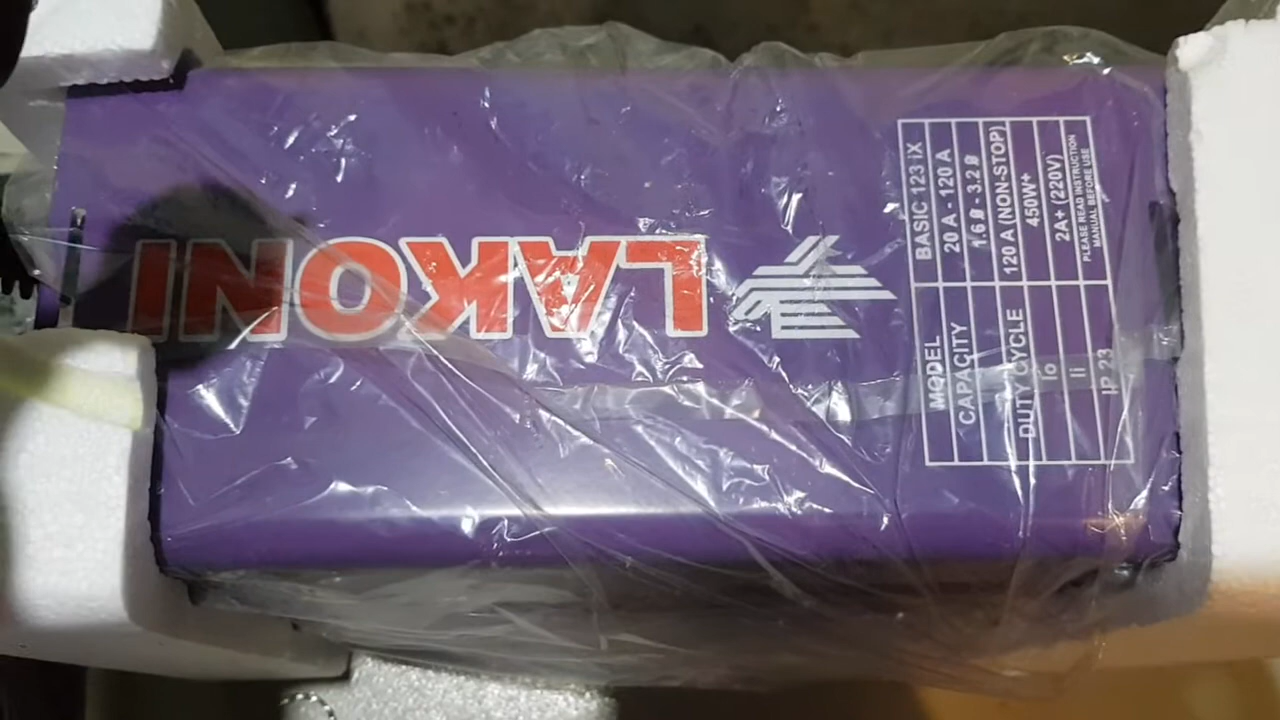 LAKONI
MODEL BASIC 123 iX
CAPACITY 20 A - 120 A
1.6 Ø - 3.2 Ø
DUTY CYCLE 120 A (NON-STOP)
Io 450W+
Ii 2A+ (220V)
IP 23 PLEASE READ INSTRUCTION
MANUAL BEFORE USE